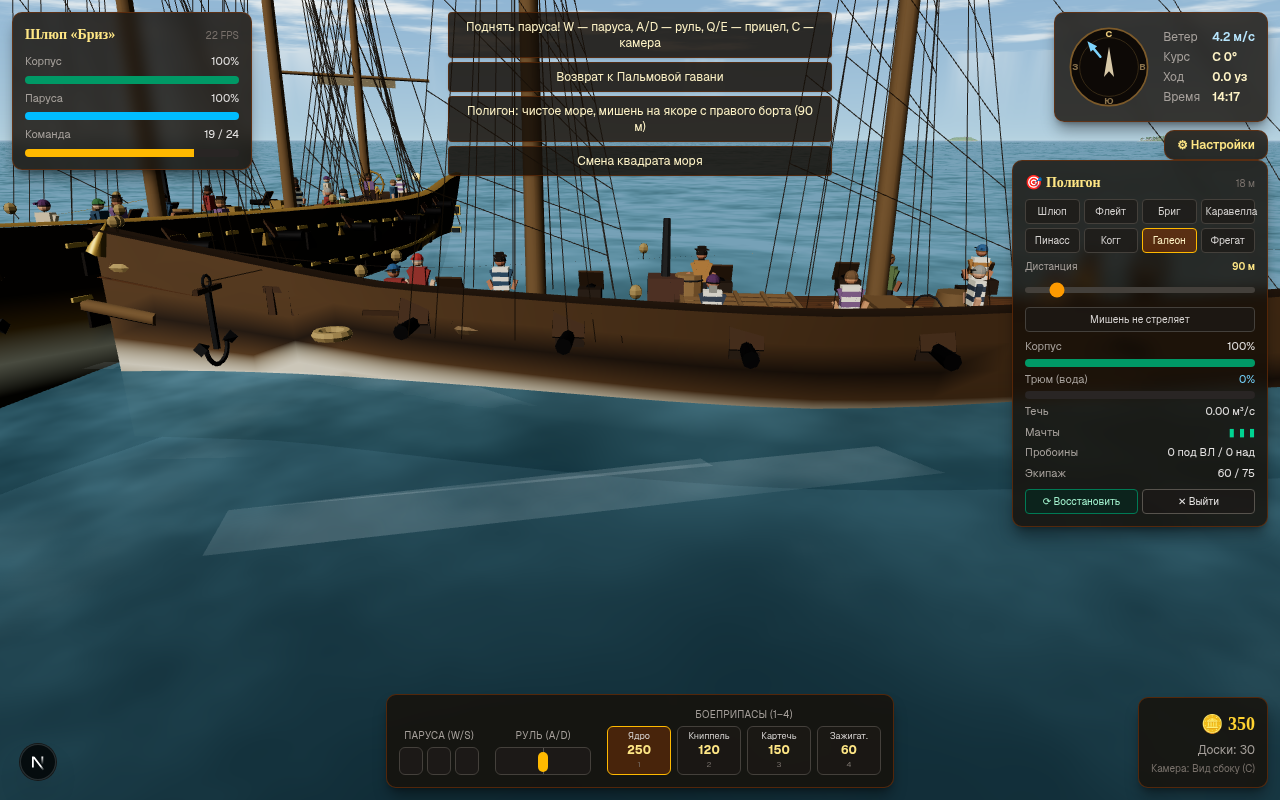 Шлюп «Бриз»
22 FPS
Корпус
100%
Паруса
100%
Команда
19 / 24
Поднять паруса! W — паруса, A/D — руль, Q/E — прицел, C —
камера
Возврат к Пальмовой гавани
Полигон: чистое море, мишень на якоре с правого борта (90
м)
Смена квадрата моря
С
З
В
Ю
Ветер 4.2 м/с
Курс С 0°
Ход 0.0 уз
Время 14:17
⚙ Настройки
🎯 Полигон
18 м
Шлюп Флейт Бриг Каравелла
Пинасс Когг Галеон Фрегат
Дистанция 90 м
Мишень не стреляет
Корпус 100%
Трюм (вода) 0%
Течь 0.00 м³/с
Мачты
Пробоины 0 под ВЛ / 0 над
Экипаж 60 / 75
⟳ Восстановить ✕ Выйти
ПАРУСА (W/S)
РУЛЬ (A/D)
БОЕПРИПАСЫ (1–4)
Ядро
250
1
Книппель
120
2
Картечь
150
3
Зажигат.
60
4
350
Доски: 30
Камера: Вид сбоку (C)
N